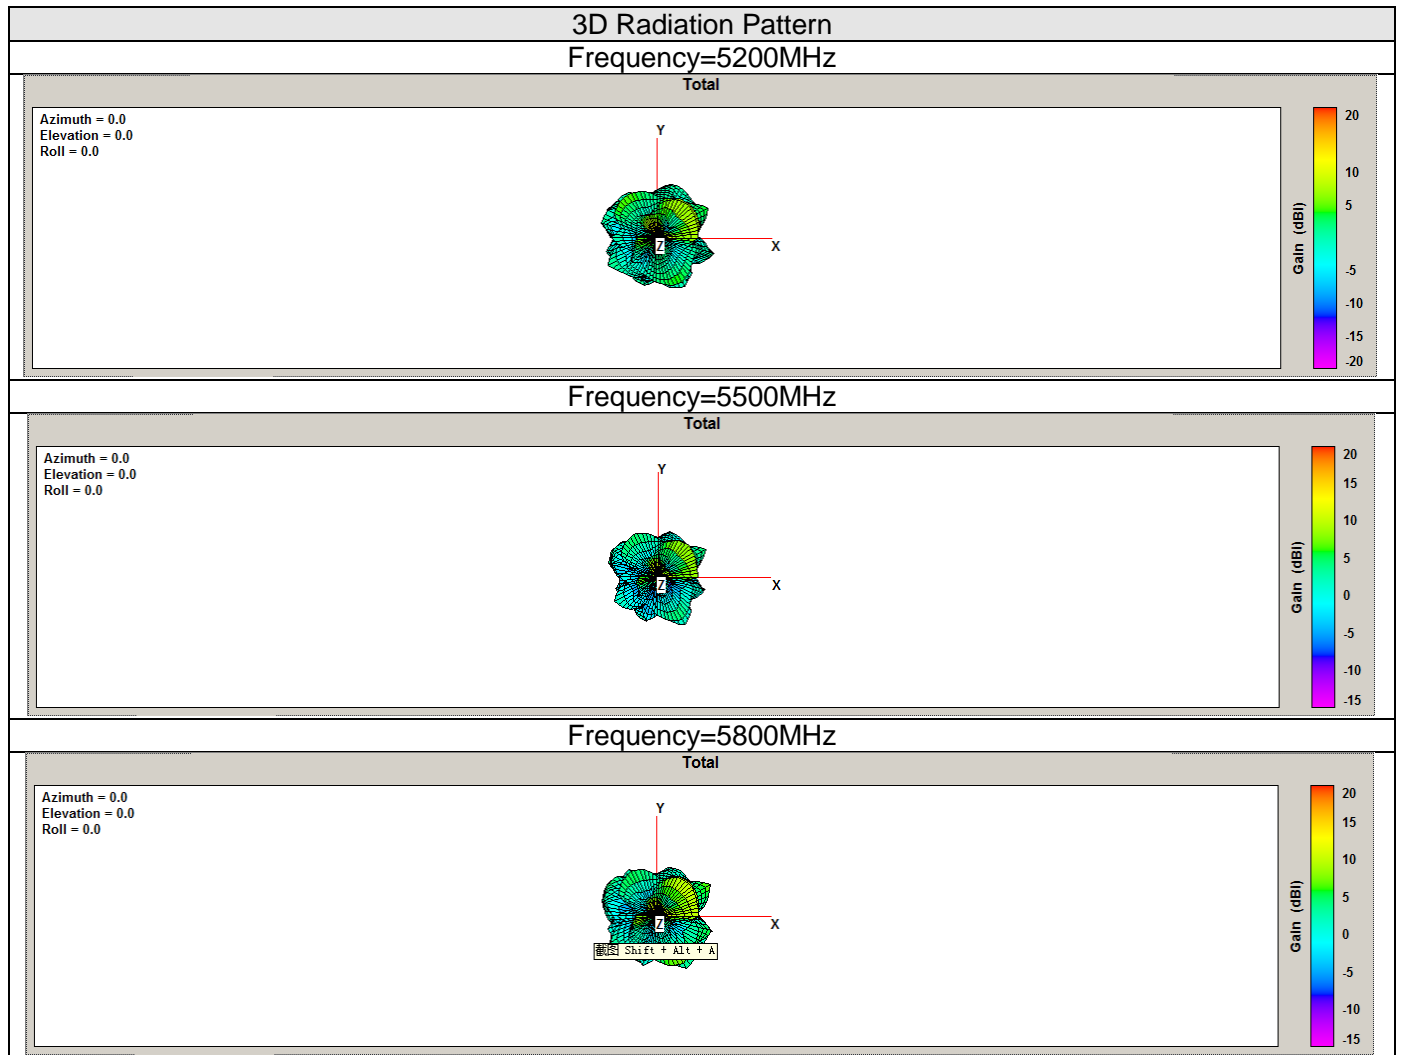 3D Radiation Pattern
Frequency=5200MHz
Total
Azimuth = 0.0
Elevation = 0.0
Roll = 0.0
Y
X
Z
Gain (dBi)
20
10
5
-5
-10
-15
-20
Frequency=5500MHz
Total
Azimuth = 0.0
Elevation = 0.0
Roll = 0.0
Y
X
Z
Gain (dBi)
20
15
10
5
0
-5
-10
-15
Frequency=5800MHz
Total
Azimuth = 0.0
Elevation = 0.0
Roll = 0.0
Y
X
Z
截图 Shift + Alt + A
Gain (dBi)
20
15
10
5
0
-5
-10
-15